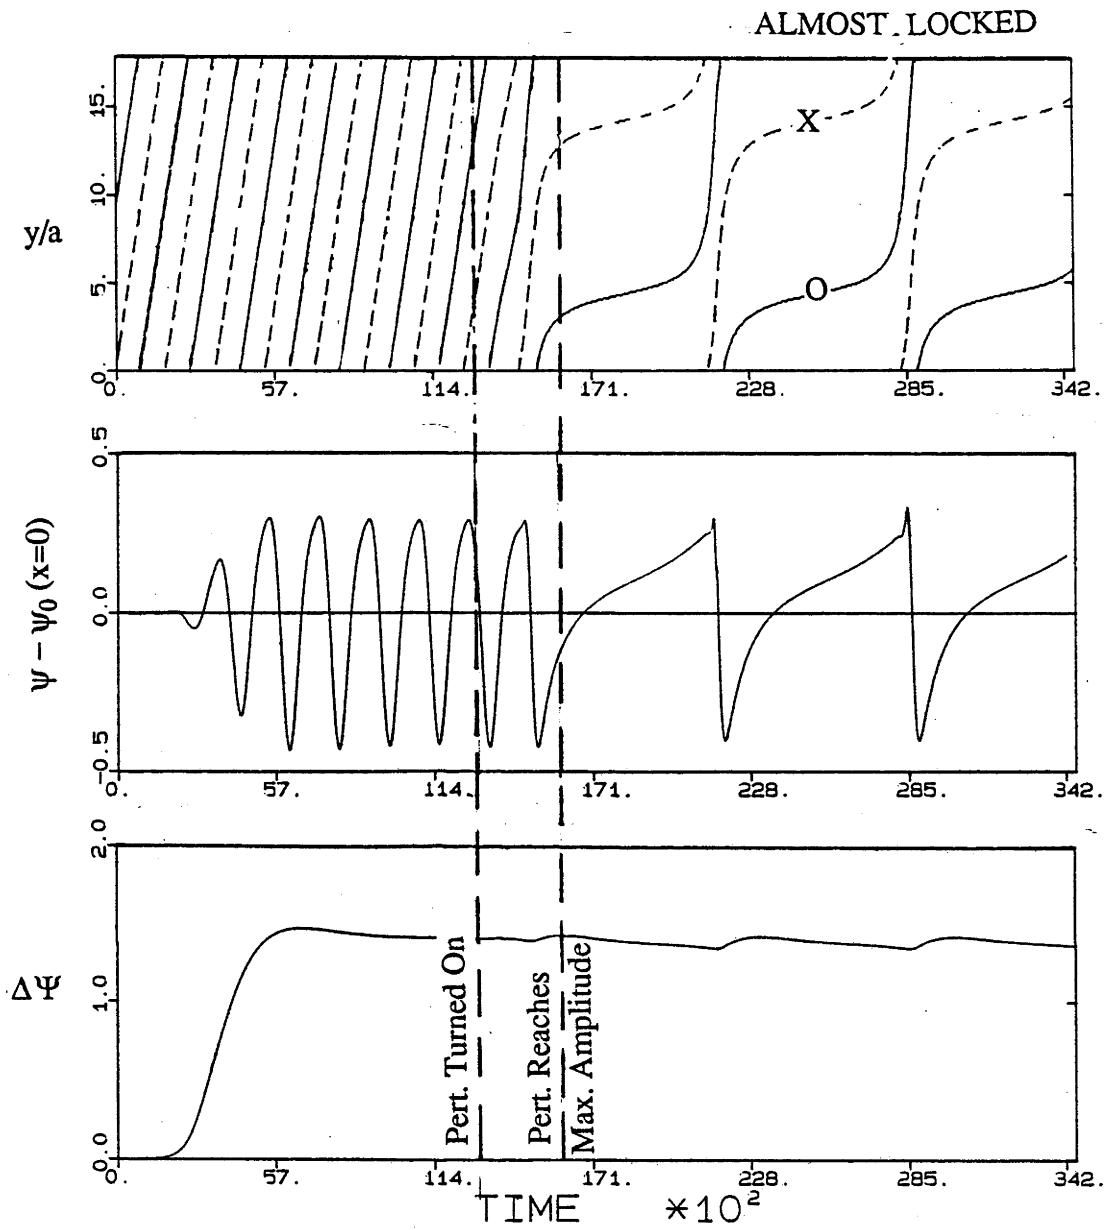 ALMOST LOCKED
15.
10.
5.
0.
y/a
X
O
0. 57. 114. 171. 228. 285. 342.
0.5
0.0
-0.5
ψ − ψ₀ (x=0)
0. 57. 114. 171. 228. 285. 342.
2.0
1.0
0.0
ΔΨ
Pert. Turned On
Pert. Reaches
Max. Amplitude
0. 57. 114. 171. 228. 285. 342.
TIME *10²